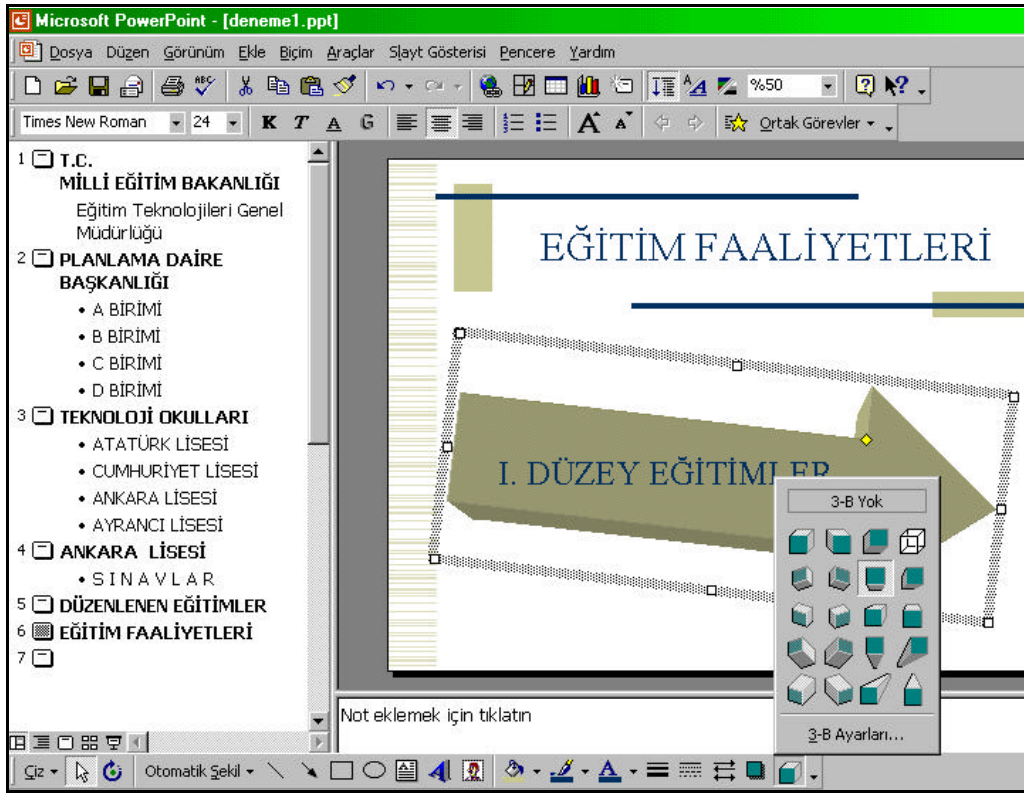 Microsoft PowerPoint - [deneme1.ppt]
Dosya Düzen Görünüm Ekle Biçim Araçlar Slayt Gösterisi Pencere Yardım
ABC %50
Times New Roman 24 K T A G A A Ortak Görevler
1 T.C.
MİLLİ EĞİTİM BAKANLIĞI
Eğitim Teknolojileri Genel
Müdürlüğü
2 PLANLAMA DAİRE
BAŞKANLIĞI
• A BİRİMİ
• B BİRİMİ
• C BİRİMİ
• D BİRİMİ
3 TEKNOLOJİ OKULLARI
• ATATÜRK LİSESİ
• CUMHURİYET LİSESİ
• ANKARA LİSESİ
• AYRANCI LİSESİ
4 ANKARA LİSESİ
• S I N A V L A R
5 DÜZENLENEN EĞİTİMLER
6 EĞİTİM FAALİYETLERİ
7
EĞİTİM FAALİYETLERİ
I. DÜZEY EĞİTİMLER
3-B Yok
3-B Ayarları...
Not eklemek için tıklatın
Çiz Otomatik Şekil A